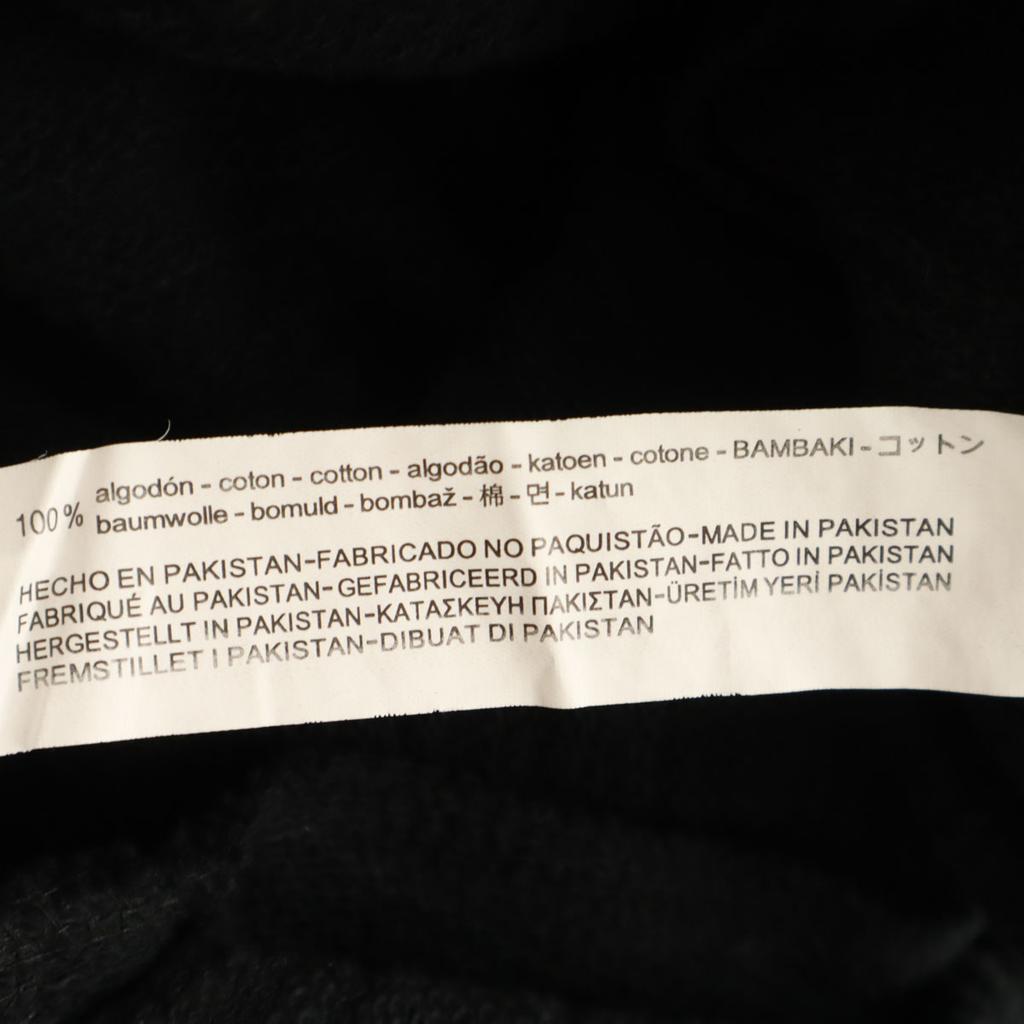 100% algodón - coton - cotton - algodão - katoen - cotone - BAMBAKI - コットン
baumwolle - bomuld - bombaž - 棉 - 면 - katun
HECHO EN PAKISTAN-FABRICADO NO PAQUISTÃO-MADE IN PAKISTAN
FABRIQUÉ AU PAKISTAN-GEFABRICEERD IN PAKISTAN-FATTO IN PAKISTAN
HERGESTELLT IN PAKISTAN-ΚΑΤΑΣΚΕΥΗ ΠΑΚΙΣΤΑΝ-ÜRETİM YERİ PAKİSTAN
FREMSTILLET I PAKISTAN-DIBUAT DI PAKISTAN